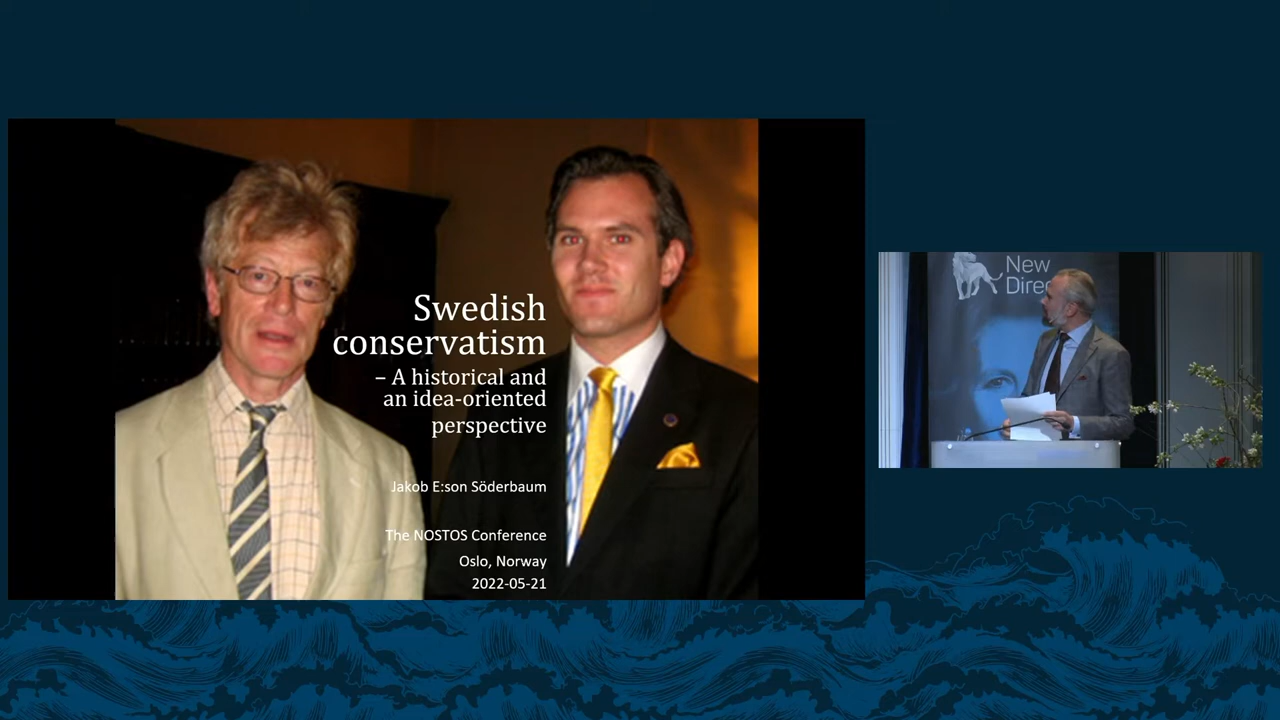 Swedish
conservatism
– A historical and
an idea-oriented
perspective
Jakob E:son Söderbaum
The NOSTOS Conference
Oslo, Norway
2022-05-21
New
Direc